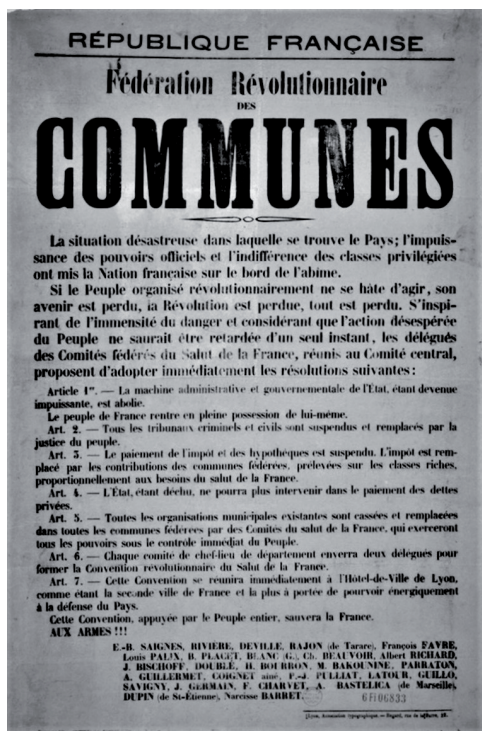 RÉPUBLIQUE FRANÇAISE
Fédération Révolutionnaire
DES
COMMUNES
La situation désastreuse dans laquelle se trouve le Pays; l'impuis-
sance des pouvoirs officiels et l'indifférence des classes privilégiées
ont mis la Nation française sur le bord de l'abîme.
Si le Peuple organisé révolutionnairement ne se hâte d'agir, son
avenir est perdu, la Révolution est perdue, tout est perdu. S'inspi-
rant de l'immensité du danger et considérant que l'action désespérée
du Peuple ne saurait être retardée d'un seul instant, les délégués
des Comités fédérés du Salut de la France, réunis au Comité central,
proposent d'adopter immédiatement les résolutions suivantes :
Article 1er. — La machine administrative et gouvernementale de l'État, étant devenue
impuissante, est abolie.
Le peuple de France rentre en pleine possession de lui-même.
Art. 2. — Tous les tribunaux criminels et civils sont suspendus et remplacés par la
justice du peuple.
Art. 3. — Le paiement de l'impôt et des hypothèques est suspendu. L'impôt est rem-
placé par les contributions des communes fédérées, prélevées sur les classes riches,
proportionnellement aux besoins du salut de la France.
Art. 4. — L'État, étant déchu, ne pourra plus intervenir dans le paiement des dettes
privées.
Art. 5. — Toutes les organisations municipales existantes sont cassées et remplacées
dans toutes les communes fédérées par des Comités du salut de la France, qui exerceront
tous les pouvoirs sous le contrôle immédiat du Peuple.
Art. 6. — Chaque comité de chef-lieu de département enverra deux délégués pour
former la Convention révolutionnaire du Salut de la France.
Art. 7. — Cette Convention se réunira immédiatement à l'Hôtel-de-Ville de Lyon,
comme étant la seconde ville de France et la plus à portée de pourvoir énergiquement
à la défense du Pays.
Cette Convention, appuyée par le Peuple entier, sauvera la France.
AUX ARMES !!!
E.-B. SAIGNES, RIVIERE, DEVILLE, RAJON (de Tarare), François FAVRE,
Louis PALIX, B. PLACET, BLANC (G.), Ch. BEAUVOIR, Albert RICHARD,
J. BISCHOFF, DOUBLÉ, H. BOURRON, M. BAKOUNINE, PARRATON,
A. GUILLERMET, COIGNET aîné, P.-J. PULLIAT, LATOUR, GUILLO,
SAVIGNY, J. GERMAIN, F. CHARVET, A. BASTELICA (de Marseille),
DUPIN (de St-Étienne), Narcisse BARRET.
6 FI 06833
Lyon, Association typographique. — Regard, rue de